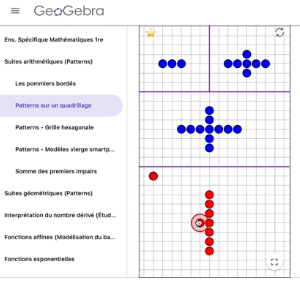 GeoGebra
Ens. Spécifique Mathématiques 1re
Suites arithmétiques (Patterns)
Les pommiers bordés
Patterns sur un quadrillage
Patterns - Grille hexagonale
Patterns - Modèles vierge smartp...
Somme des premiers impairs
Suites géométriques (Patterns)
Interprétation du nombre dérivé (Étud...
Fonctions affines (Modélisation du ba...
Fonctions exponentielles